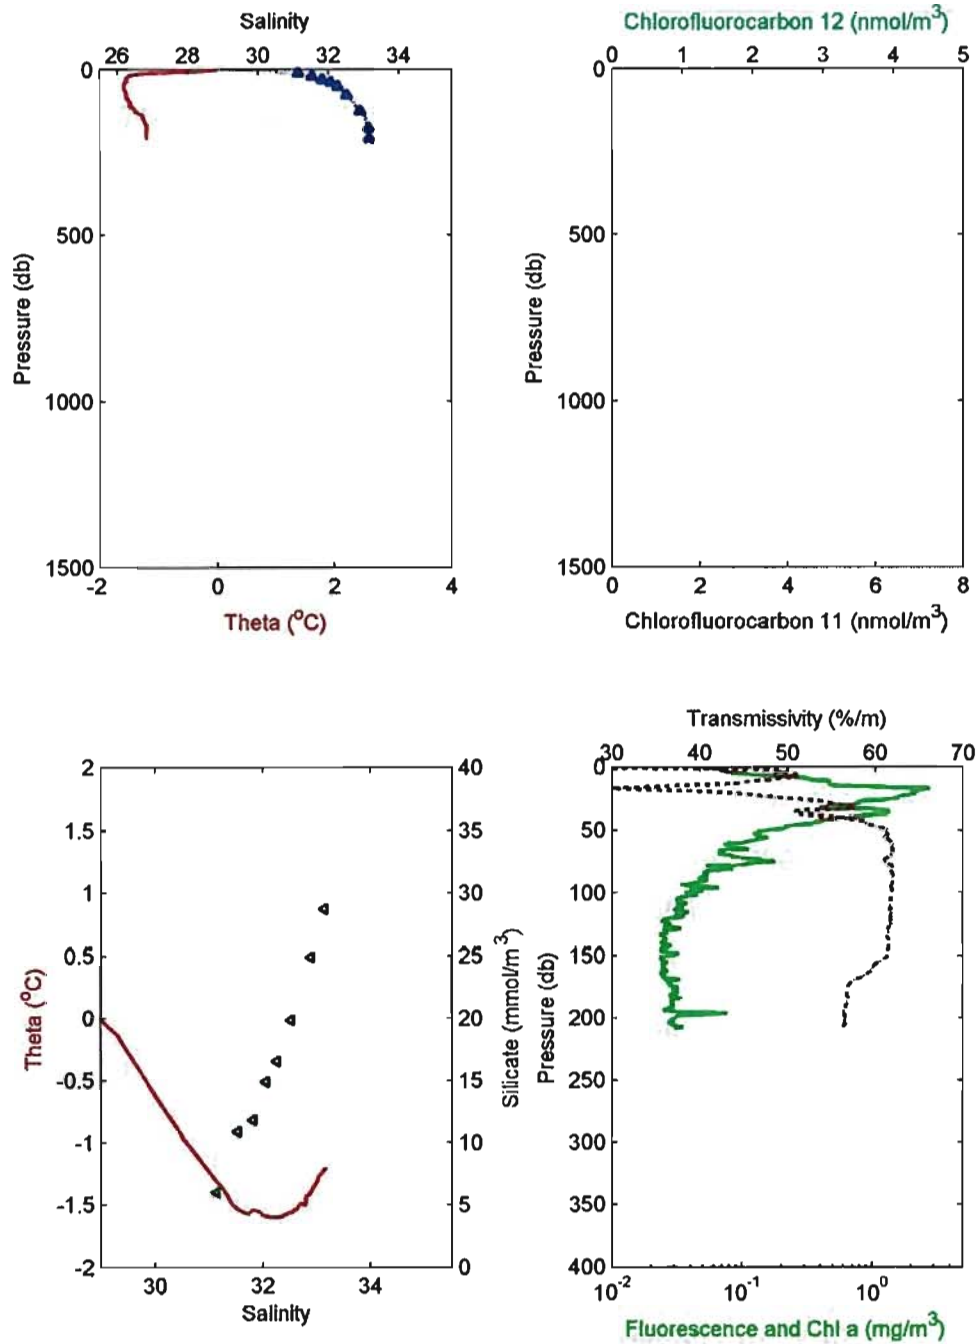 Salinity
26 28 30 32 34
0
500
1000
1500
Pressure (db)
-2 0 2 4
Theta (°C)
Chlorofluorocarbon 12 (nmol/m³)
0 1 2 3 4 5
0
500
1000
1500
Pressure (db)
0 2 4 6 8
Chlorofluorocarbon 11 (nmol/m³)
2
1.5
1
0.5
0
-0.5
-1
-1.5
-2
Theta (°C)
30 32 34
Salinity
40
35
30
25
20
15
10
5
0
Silicate (mmol/m³)
Transmissivity (%/m)
30 40 50 60 70
0
50
100
150
200
250
300
350
400
Pressure (db)
10⁻² 10⁻¹ 10⁰
Fluorescence and Chl a (mg/m³)